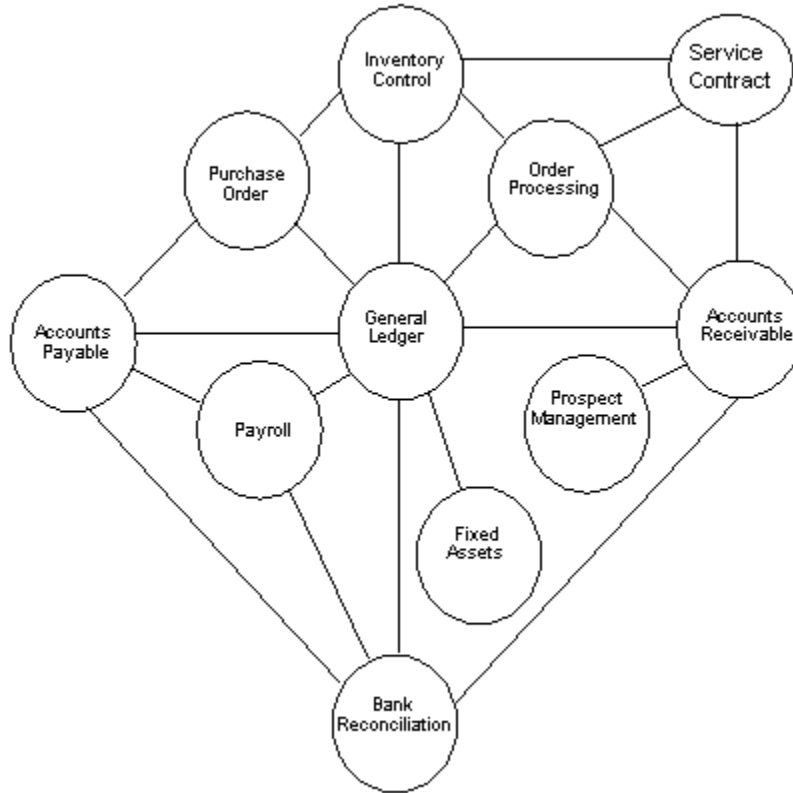 Inventory
Control
Service
Contract
Purchase
Order
Order
Processing
Accounts
Payable
General
Ledger
Accounts
Receivable
Payroll
Prospect
Management
Fixed
Assets
Bank
Reconciliation